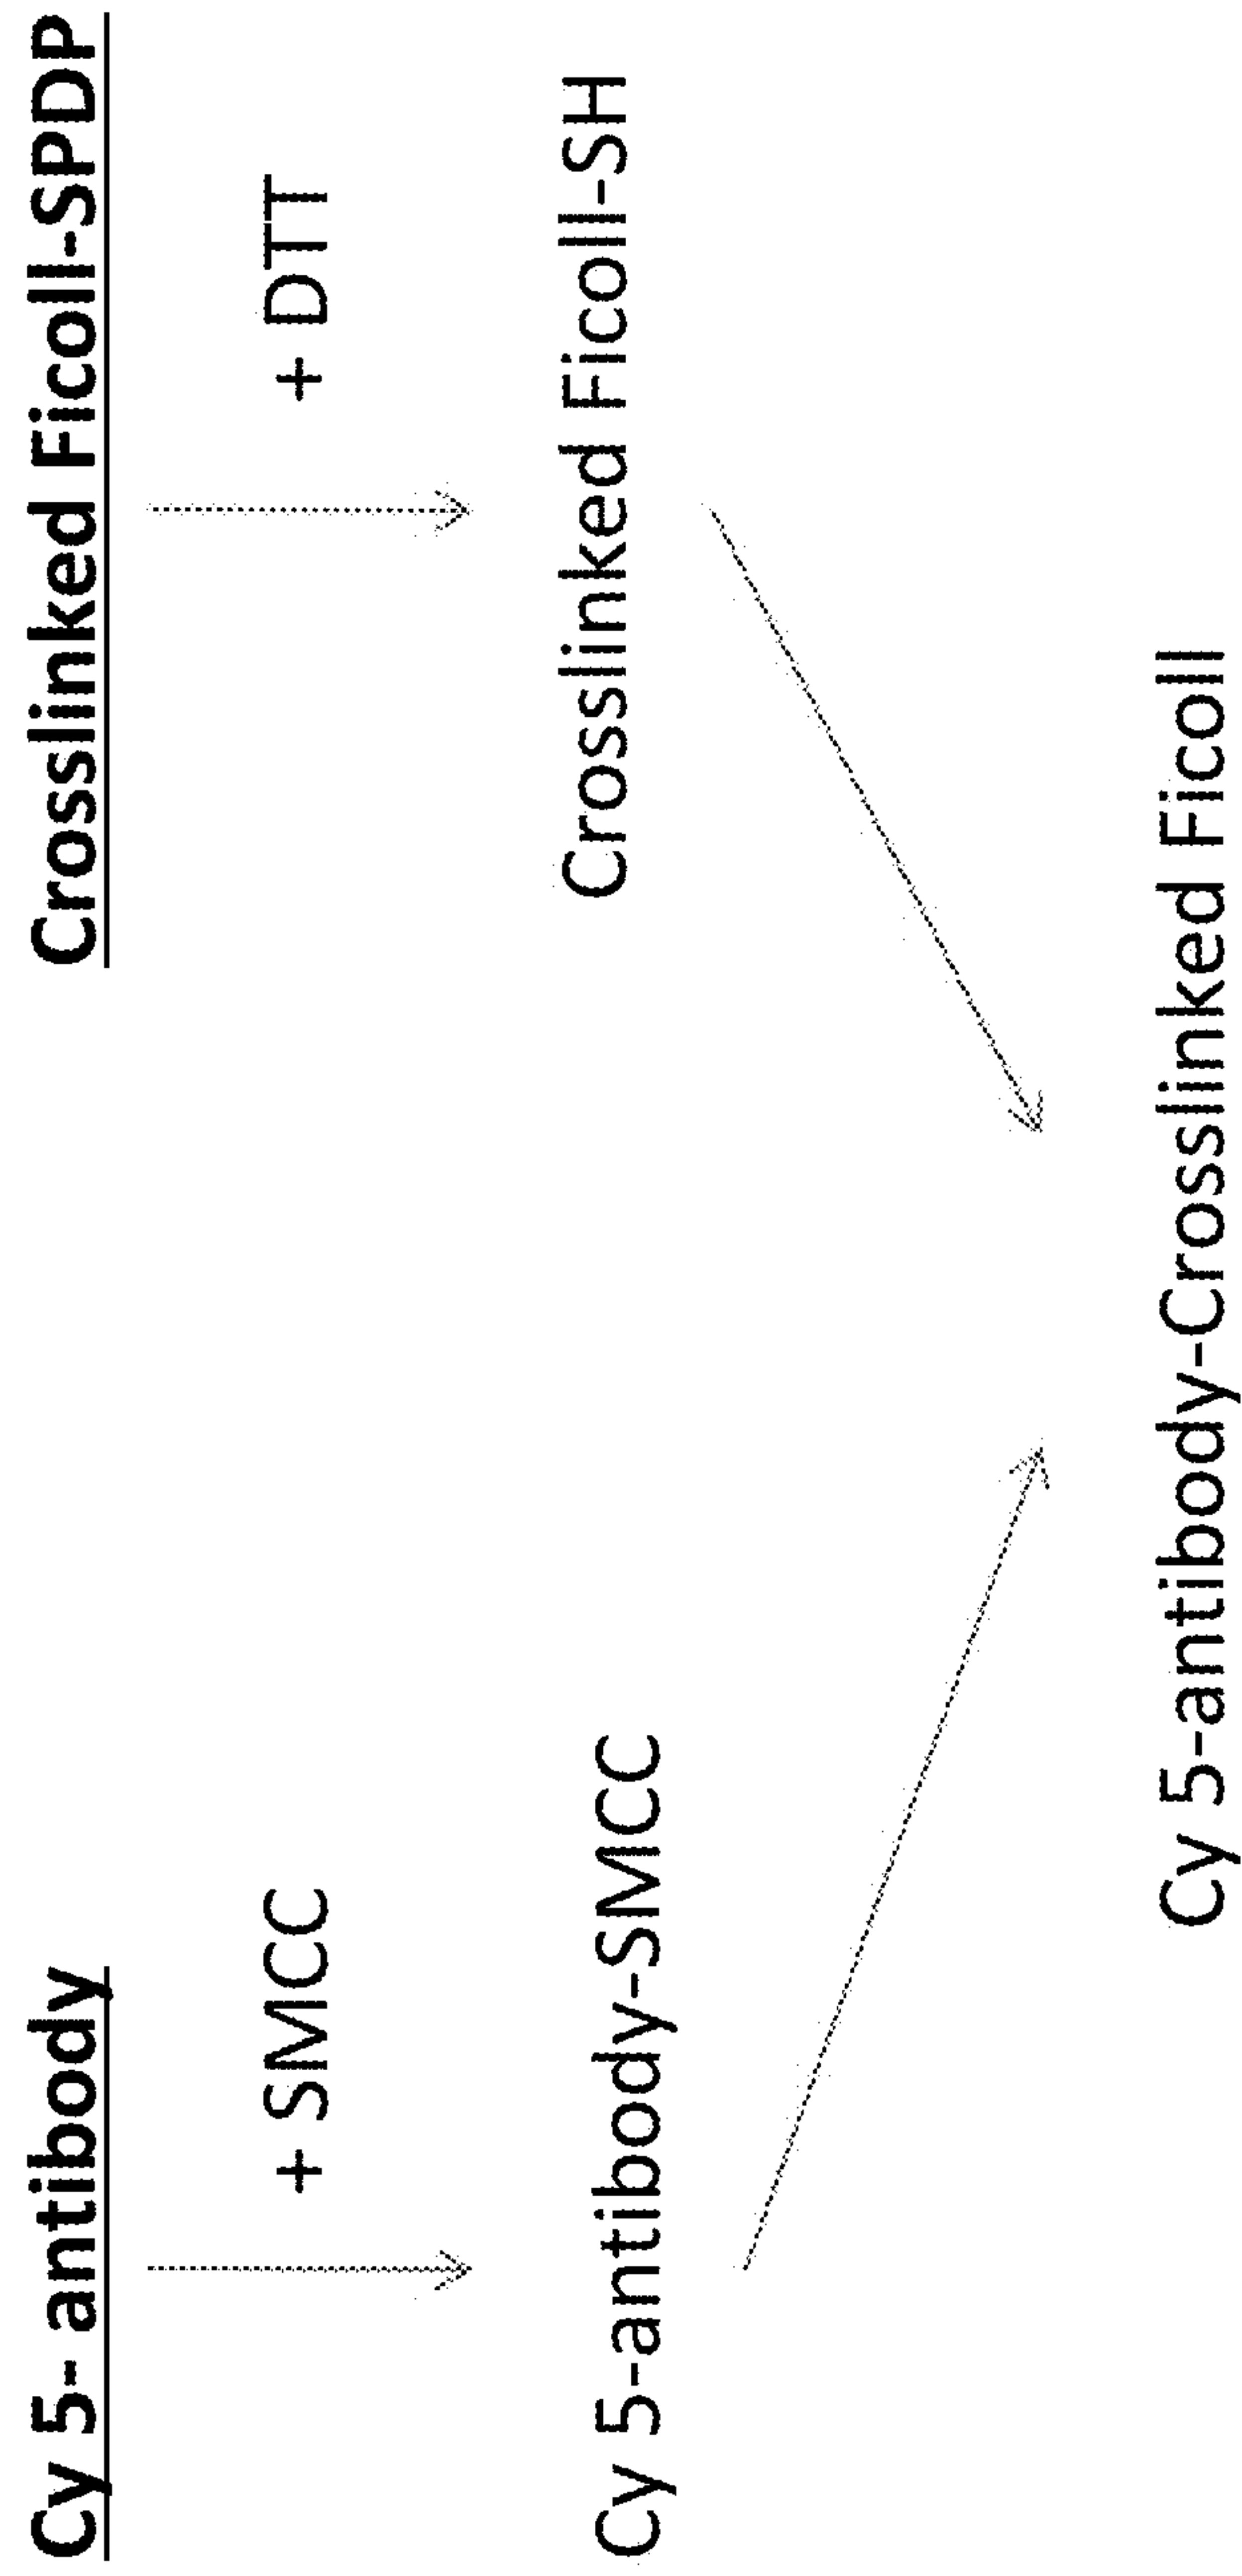 Cy 5- antibody
Crosslinked Ficoll-SPDP
+ SMCC
+ DTT
Cy 5-antibody-SMCC
Crosslinked Ficoll-SH
Cy 5-antibody-Crosslinked Ficoll